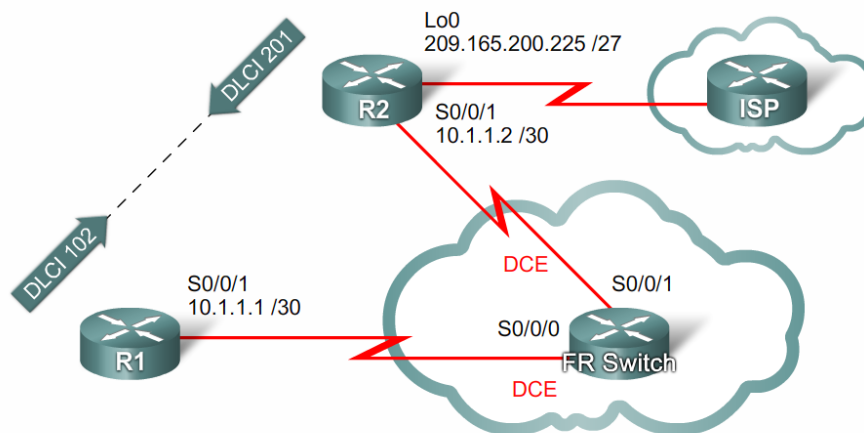 Lo0
209.165.200.225 /27
DLCI 201
R2
ISP
S0/0/1
10.1.1.2 /30
DLCI 102
DCE
S0/0/1
S0/0/1
10.1.1.1 /30
S0/0/0
R1
FR Switch
DCE